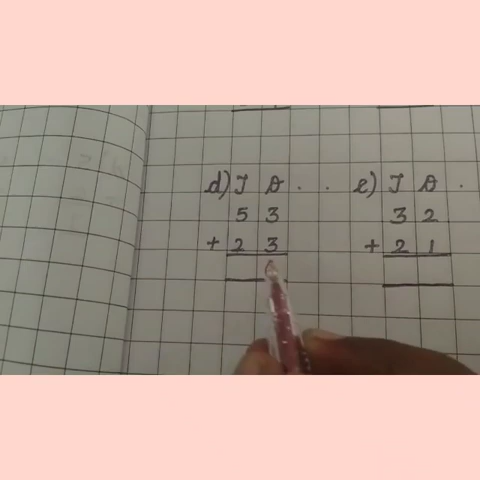 d) T O . . e) T O .
5 3 3 2
+ 2 3 + 2 1